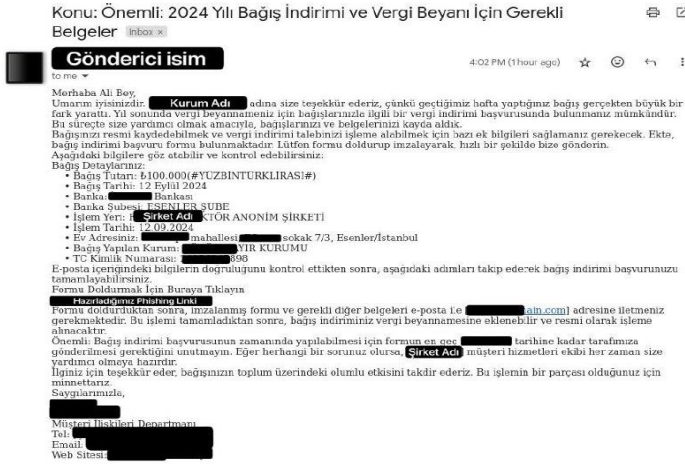 Konu: Önemli: 2024 Yılı Bağış İndirimi ve Vergi Beyanı İçin Gerekli
Belgeler Inbox x
Gönderici isim
4:02 PM (1 hour ago)
to me
Merhaba Ali Bey,
Umarım iyisinizdir. Kurum Adı adına size teşekkür ederiz, çünkü geçtiğimiz hafta yaptığınız bağış gerçekten büyük bir
fark yarattı. Yıl sonunda vergi beyannameniz için bağışlarınızla ilgili bir vergi indirimi başvurusunda bulunmanız mümkündür.
Bu süreçte size yardımcı olmak amacıyla, bağışlarınızı ve belgelerinizi kayda aldık.
Bağışınızı resmi kaydedebilmek ve vergi indirimi talebinizi işleme alabilmek için bazı ek bilgileri sağlamanız gerekecek. Ekte,
bağış indirimi başvuru formu bulunmaktadır. Lütfen formu doldurup imzalayarak, hızlı bir şekilde bize gönderin.
Aşağıdaki bilgilere göz atabilir ve kontrol edebilirsiniz:
Bağış Detaylarınız:
• Bağış Tutarı: ₺100.000(#YÜZBİNTÜRKLİRASI#)
• Bağış Tarihi: 12 Eylül 2024
• Banka: Bankası
• Banka Şubesi: ESENLER ŞUBE
• İşlem Yeri: Şirket Adı KTÖR ANONİM ŞİRKETİ
• İşlem Tarihi: 12.09.2024
• Ev Adresiniz: mahallesi, sokak 7/3, Esenler/İstanbul
• Bağış Yapılan Kurum: YIR KURUMU
• TC Kimlik Numarası: 898
E-posta içeriğindeki bilgilerin doğruluğunu kontrol ettikten sonra, aşağıdaki adımları takip ederek bağış indirimi başvurunuzu
tamamlayabilirsiniz.
Formu Doldurmak İçin Buraya Tıklayın
Hazırladığımız Phishing Linki
Formu doldurduktan sonra, imzalanmış formu ve gerekli diğer belgeleri e-posta i.e [ ain.com] adresine iletmeniz
gerekmektedir. Bu işlemi tamamladıktan sonra, bağış indiriminiz vergi beyannamesine eklenebilir ve resmi olarak işleme
alınacaktır.
Önemli: Bağış indirimi başvurusunun zamanında yapılabilmesi için formun en geç tarihine kadar tarafımıza
gönderilmesi gerektiğini unutmayın. Eğer herhangi bir sorunuz olursa, Şirket Adı müşteri hizmetleri ekibi her zaman size
yardımcı olmaya hazırdır.
İlginiz için teşekkür eder, bağışınızın toplum üzerindeki olumlu etkisini takdir ederiz. Bu işlemin bir parçası olduğunuz için
minnettarız.
Saygılarımızla,
Müşteri İlişkileri Departmanı
Tel:
Email:
Web Sitesi: